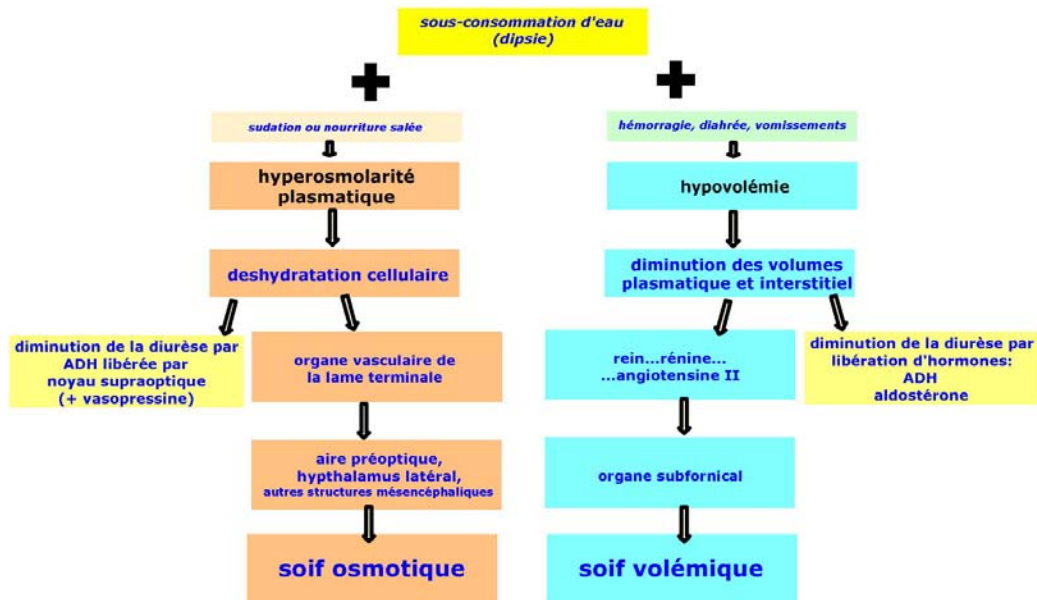 sous-consommation d'eau
(dipsie)
sudation ou nourriture salée
hémorragie, diahrée, vomissements
hyperosmolarité
plasmatique
hypovolémie
deshydratation cellulaire
diminution des volumes
plasmatique et interstitiel
diminution de la diurèse par
ADH libérée par
noyau supraoptique
(+ vasopressine)
organe vasculaire de
la lame terminale
rein...rénine...
...angiotensine II
diminution de la diurèse par
libération d'hormones:
ADH
aldostérone
aire préoptique,
hypthalamus latéral,
autres structures mésencéphaliques
organe subfornical
soif osmotique
soif volémique